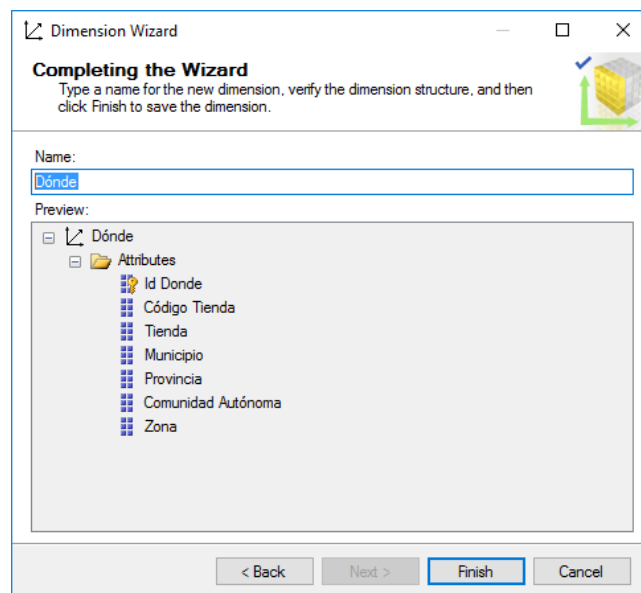 Dimension Wizard
Completing the Wizard
Type a name for the new dimension, verify the dimension structure, and then
click Finish to save the dimension.
Name:
Dónde
Preview:
Dónde
Attributes
Id Donde
Código Tienda
Tienda
Municipio
Provincia
Comunidad Autónoma
Zona
< Back
Next >
Finish
Cancel